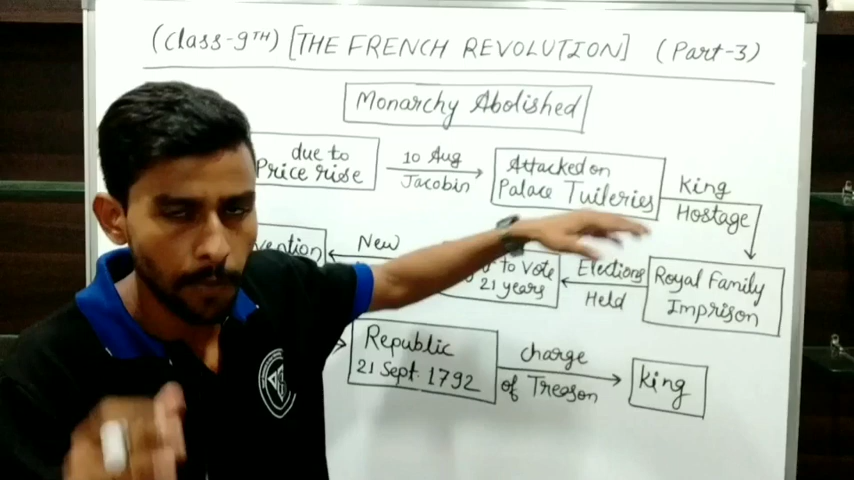 (Class-9TH) [THE FRENCH REVOLUTION] (Part-3)
Monarchy Abolished
due to
Price rise
10 Aug
Jacobin
Attacked on
Palace Tuileries
King
Hostage
Royal Family
Imprison
Elections
Held
to Vote
21 years
New
Republic
21 Sept. 1792
charge
of Treason
King